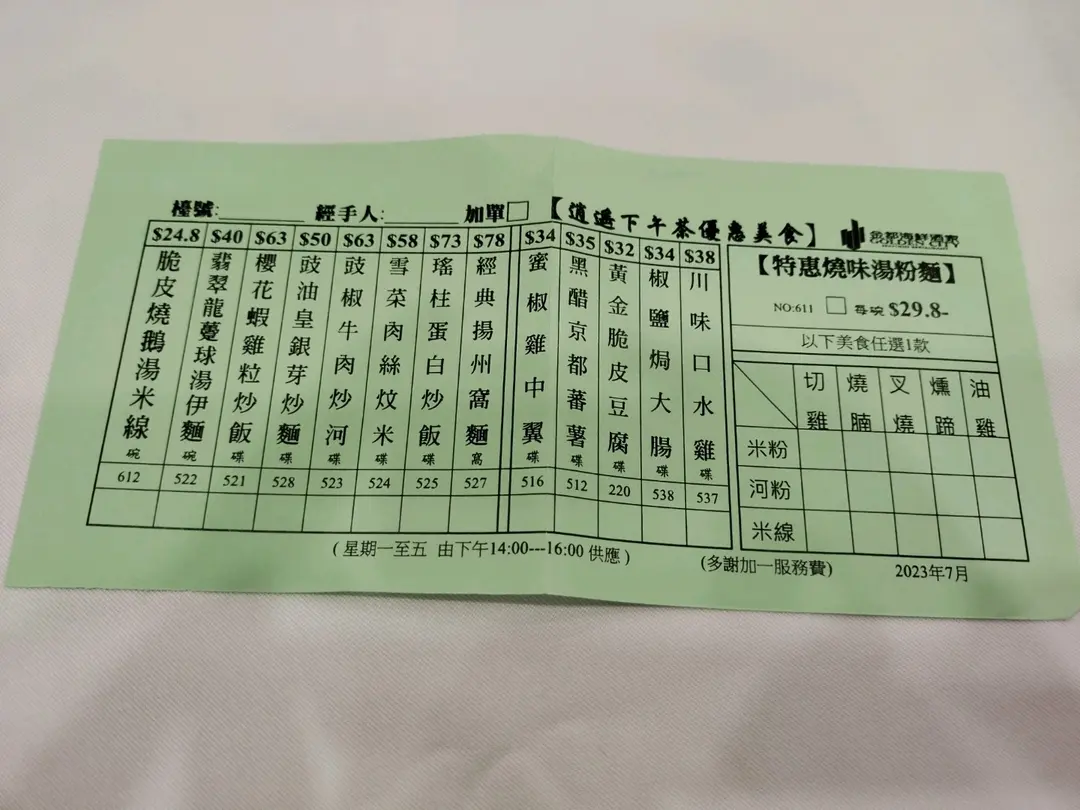 檯號:________ 經手人:_______ 加單□ 【逍遙下午茶優惠美食】
$24.8 $40 $63 $50 $63 $58 $73 $78 $34 $35 $32 $34 $38
脆皮燒鵝湯米線 碗 612
翡翠龍躉球湯伊麵 碗 522
櫻花蝦雞粒炒飯 碟 521
豉油皇銀芽炒麵 碟 528
豉椒牛肉炒河 碟 523
雪菜肉絲炆米 碟 524
瑤柱蛋白炒飯 碟 525
經典揚州窩麵 窩 527
蜜椒雞中翼 碟 516
黑醋京都蕃薯 碟 512
黃金脆皮豆腐 碟 220
椒鹽焗大腸 碟 538
川味口水雞 碟 537
【特惠燒味湯粉麵】
NO:611 □ 每碗 $29.8-
以下美食任選1款
切雞 燒腩 叉燒 燻蹄 油雞
米粉
河粉
米線
(星期一至五 由下午14:00---16:00 供應)
(多謝加一服務費)
2023年7月